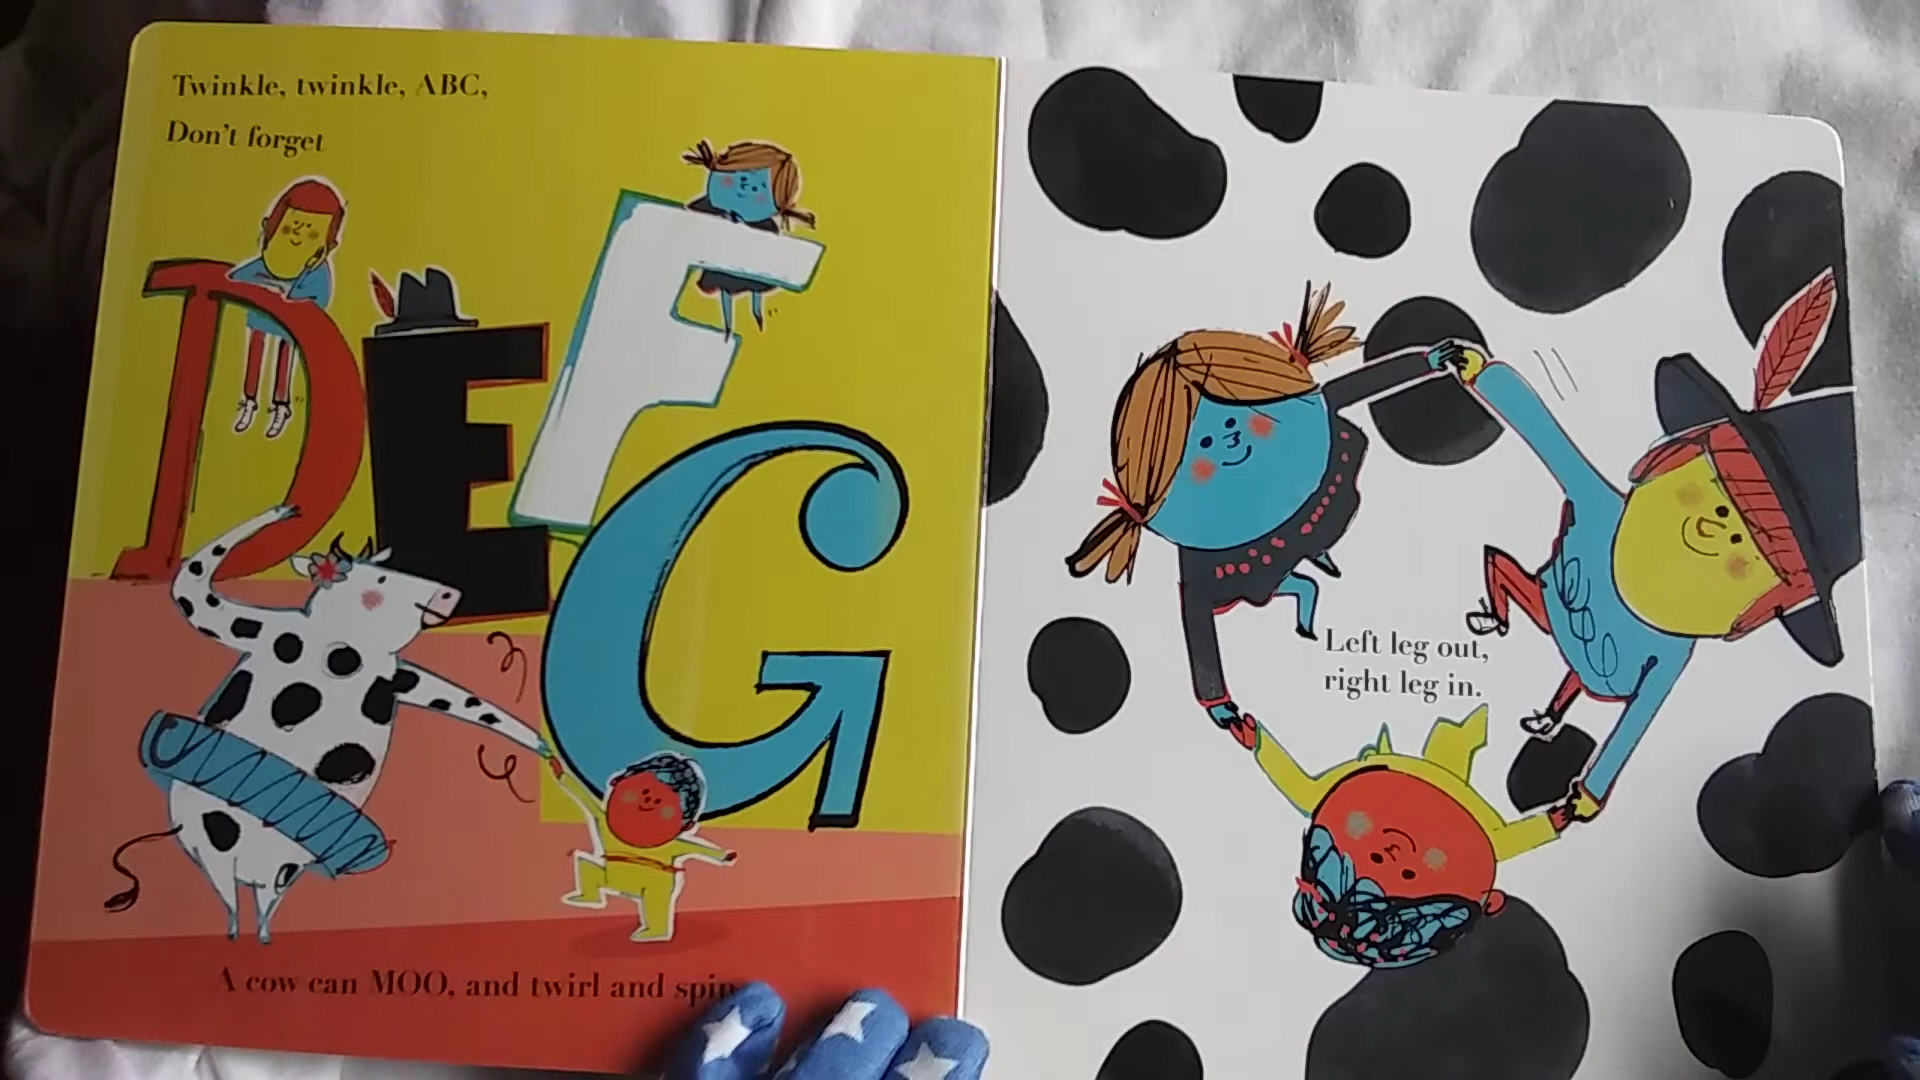 Twinkle, twinkle, ABC,
Don't forget
DEFG
A cow can MOO, and twirl and spin
Left leg out,
right leg in.